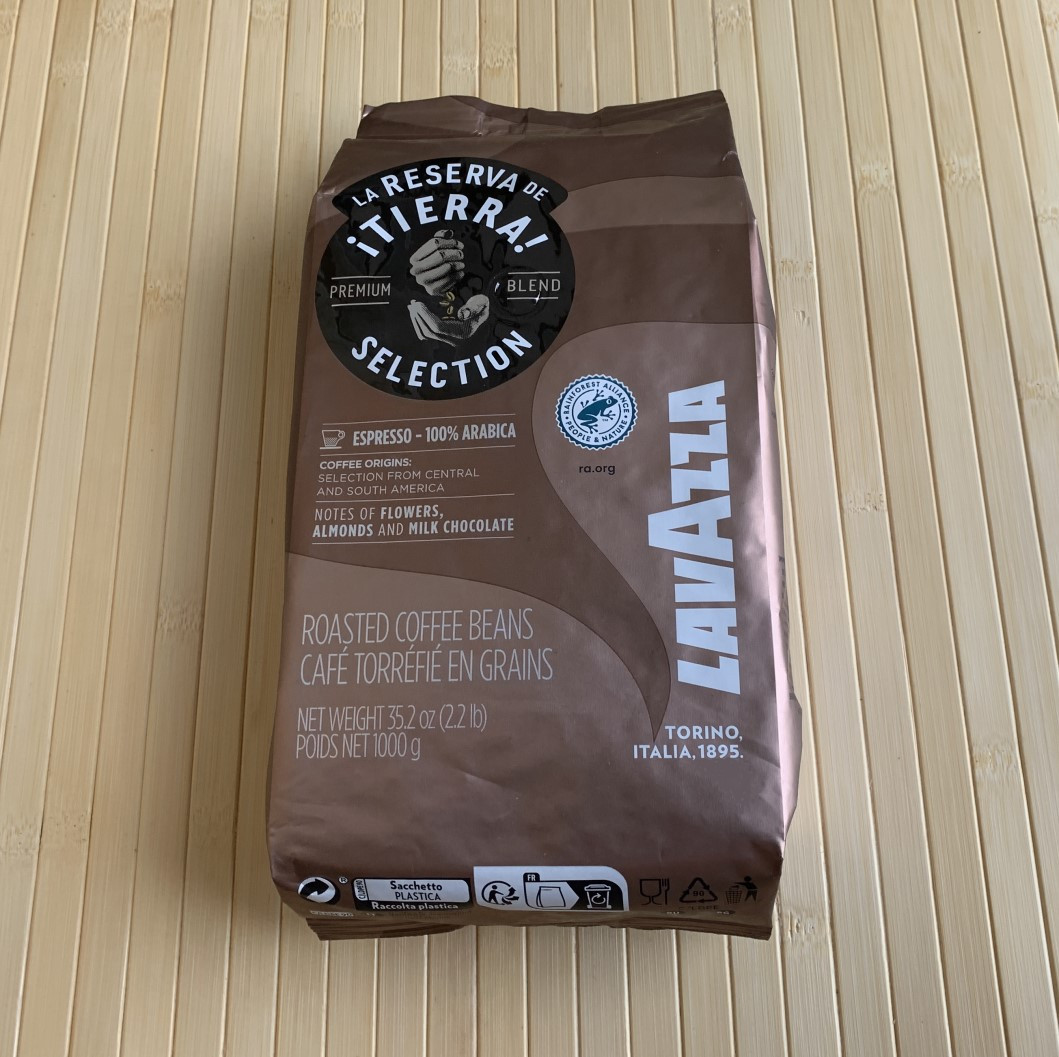 LA RESERVA DE
¡TIERRA!
PREMIUM
BLEND
SELECTION
ESPRESSO - 100% ARABICA
COFFEE ORIGINS:
SELECTION FROM CENTRAL
AND SOUTH AMERICA
NOTES OF FLOWERS,
ALMONDS AND MILK CHOCOLATE
RAINFOREST ALLIANCE
PEOPLE & NATURE
ra.org
LAVAZZA
TORINO,
ITALIA, 1895.
ROASTED COFFEE BEANS
CAFÉ TORRÉFIÉ EN GRAINS
NET WEIGHT 35.2 oz (2.2 lb)
POIDS NET 1000 g
Sacchetto
PLASTICA
Raccolta plastica
FR
90